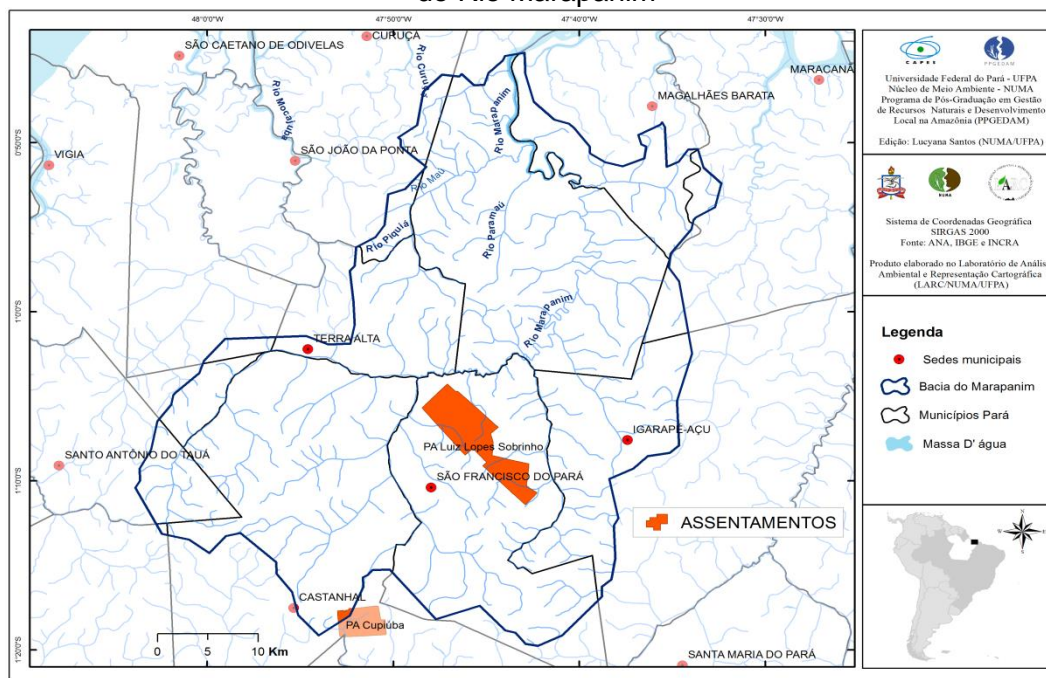 do Rio Marapanim
48°0'0"W
47°50'0"W
47°40'0"W
47°30'0"W
SÃO CAETANO DE ODIVELAS
CURUÇÁ
MARACANÃ
MAGALHÃES BARATA
Rio Mocajuba
Rio Curuçá
Rio Marapanim
VIGIA
SÃO JOÃO DA PONTA
Rio Maú
Rio Piquiá
Rio Paramaú
0°50'0"S
1°0'0"S
Rio Marapanim
TERRA ALTA
PA Luiz Lopes Sobrinho
IGARAPÉ-AÇU
SANTO ANTÔNIO DO TAUÁ
SÃO FRANCISCO DO PARÁ
1°10'0"S
ASSENTAMENTOS
CASTANHAL
PA Cupiúba
0 5 10 Km
1°20'0"S
SANTA MARIA DO PARÁ
CAPES
PPGEDAM
Universidade Federal do Pará - UFPA
Núcleo de Meio Ambiente - NUMA
Programa de Pós-Graduação em Gestão
de Recursos Naturais e Desenvolvimento
Local na Amazônia (PPGEDAM)
Edição: Lucyana Santos (NUMA/UFPA)
NUMA
Sistema de Coordenadas Geográfica
SIRGAS 2000
Fonte: ANA, IBGE e INCRA
Produto elaborado no Laboratório de Anális
Ambiental e Representação Cartográfica
(LARC/NUMA/UFPA)
Legenda
Sedes municipais
Bacia do Marapanim
Municípios Pará
Massa D' água
N
S